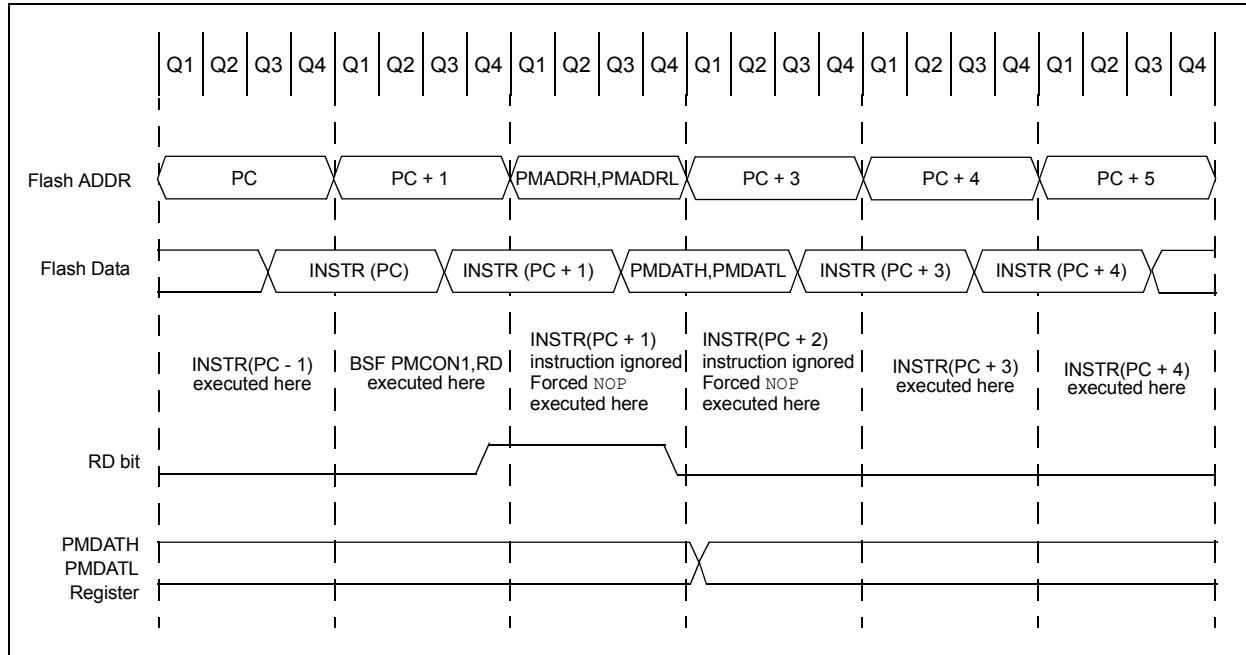 Q1 Q2 Q3 Q4 Q1 Q2 Q3 Q4 Q1 Q2 Q3 Q4 Q1 Q2 Q3 Q4 Q1 Q2 Q3 Q4 Q1 Q2 Q3 Q4
Flash ADDR PC PC + 1 PMADRH,PMADRL PC + 3 PC + 4 PC + 5
Flash Data INSTR (PC) INSTR (PC + 1) PMDATH,PMDATL INSTR (PC + 3) INSTR (PC + 4)
INSTR(PC - 1)
executed here
BSF PMCON1,RD
executed here
INSTR(PC + 1)
instruction ignored
Forced NOP
executed here
INSTR(PC + 2)
instruction ignored
Forced NOP
executed here
INSTR(PC + 3)
executed here
INSTR(PC + 4)
executed here
RD bit
PMDATH
PMDATL
Register